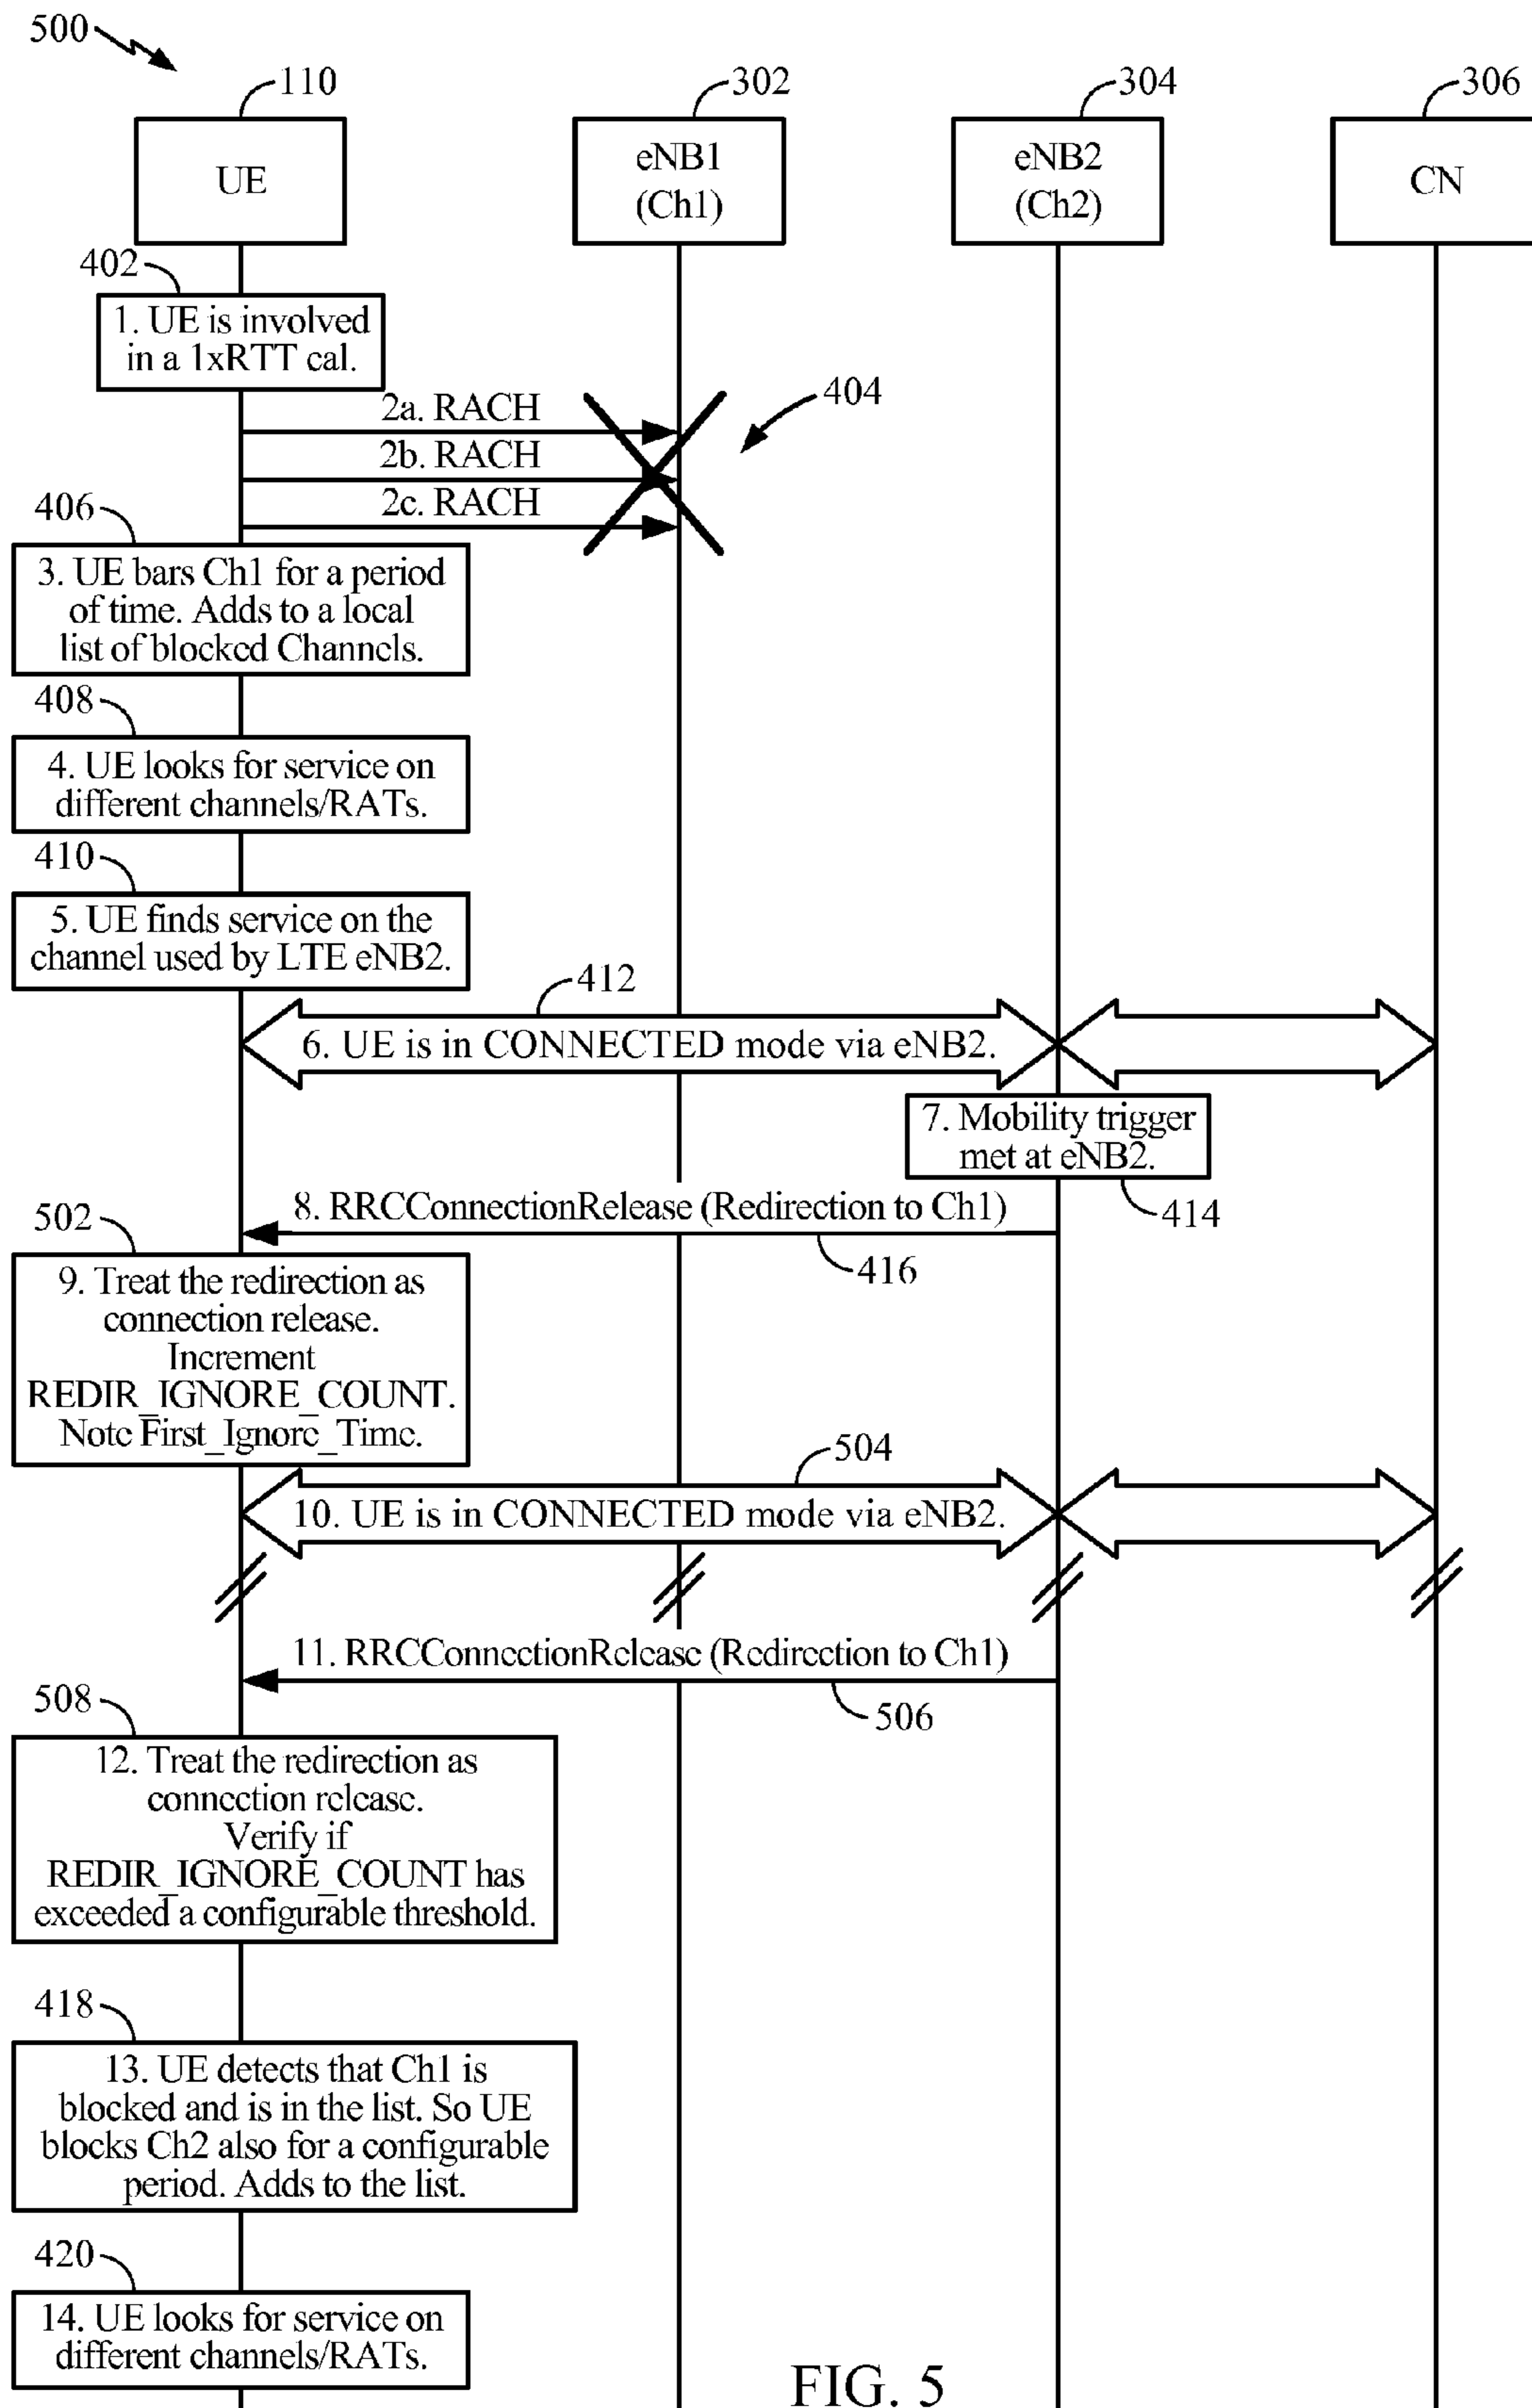 500
110
302
304
306
UE
eNB1
(Ch1)
eNB2
(Ch2)
CN
402
1. UE is involved
in a 1xRTT cal.
404
2a. RACH
2b. RACH
2c. RACH
406
3. UE bars Ch1 for a period
of time. Adds to a local
list of blocked Channels.
408
4. UE looks for service on
different channels/RATs.
410
5. UE finds service on the
channel used by LTE eNB2.
412
6. UE is in CONNECTED mode via eNB2.
7. Mobility trigger
met at eNB2.
414
8. RRCConnectionRelease (Redirection to Ch1)
416
502
9. Treat the redirection as
connection release.
Increment
REDIR_IGNORE_COUNT.
Note First_Ignore_Time.
504
10. UE is in CONNECTED mode via eNB2.
11. RRCConnectionRelease (Redirection to Ch1)
506
508
12. Treat the redirection as
connection release.
Verify if
REDIR_IGNORE_COUNT has
exceeded a configurable threshold.
418
13. UE detects that Ch1 is
blocked and is in the list. So UE
blocks Ch2 also for a configurable
period. Adds to the list.
420
14. UE looks for service on
different channels/RATs.
FIG. 5